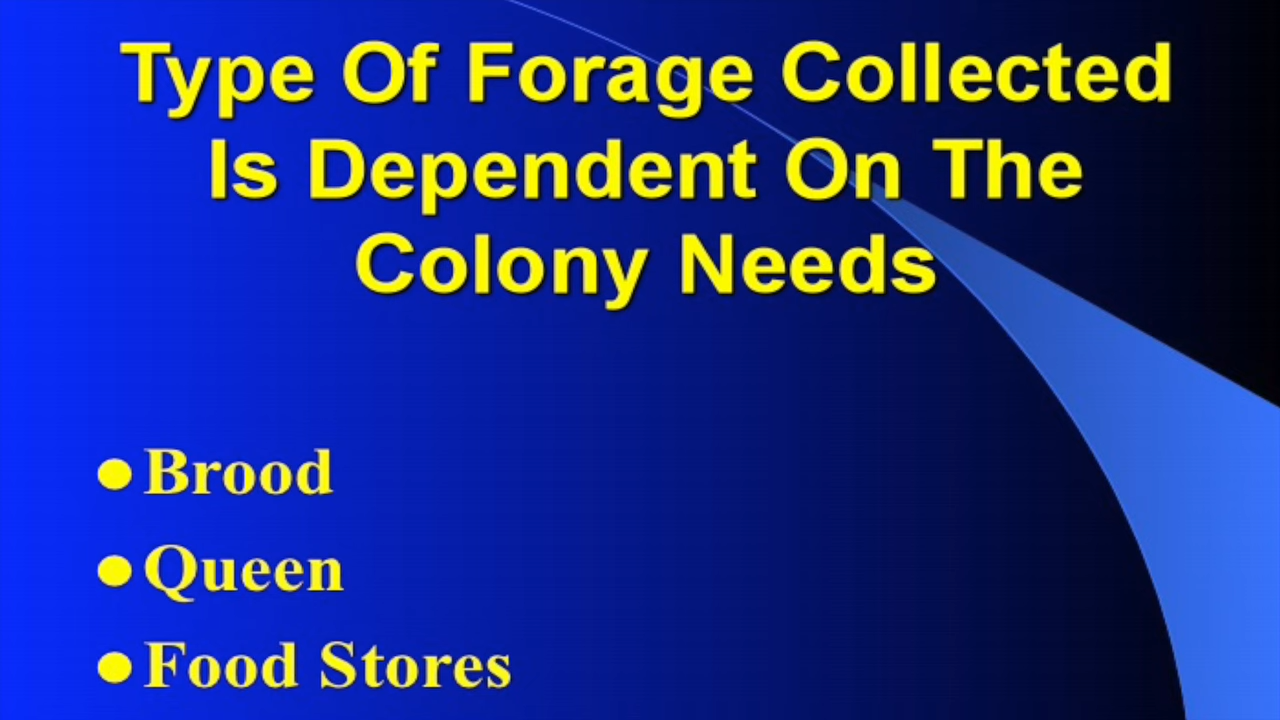 Type Of Forage Collected
Is Dependent On The
Colony Needs
● Brood
● Queen
● Food Stores